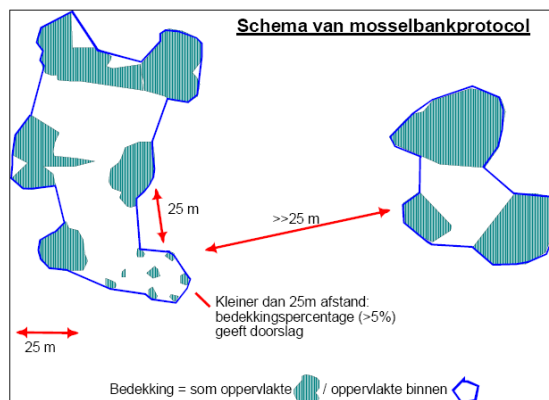 Schema van mosselbankprotocol
25 m
>>25 m
Kleiner dan 25m afstand:
bedekkingspercentage (>5%)
geeft doorslag
25 m
Bedekking = som oppervlakte / oppervlakte binnen